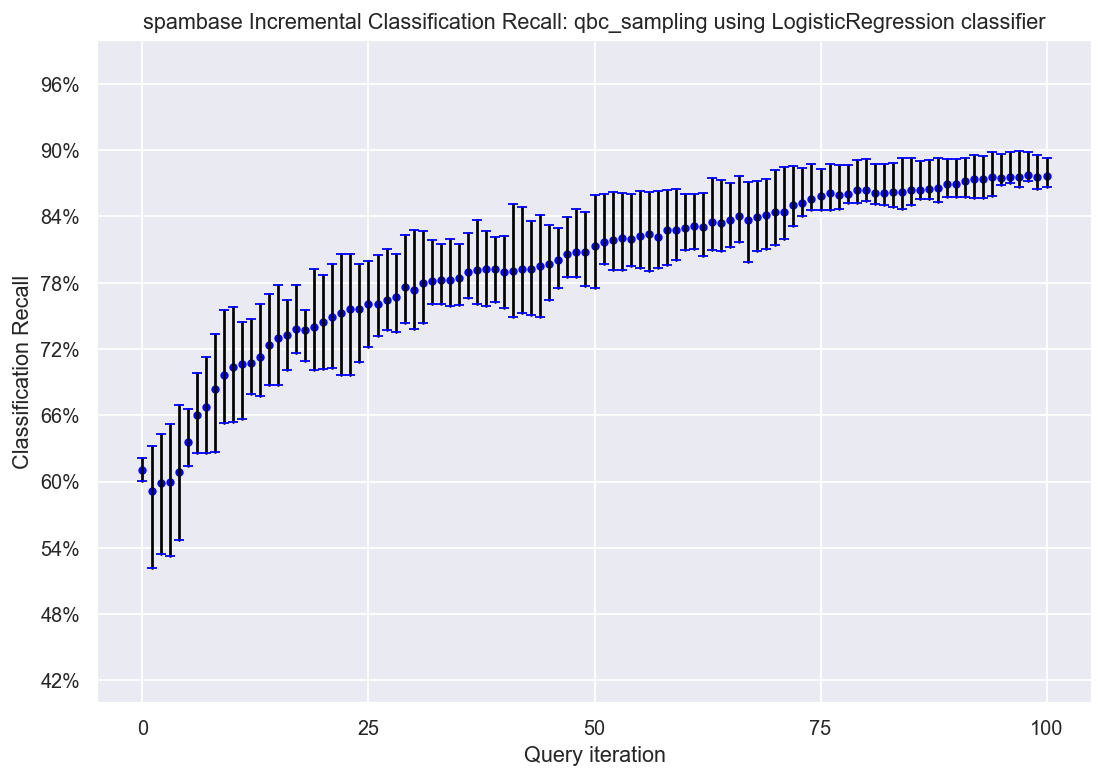 spambase Incremental Classification Recall: qbc_sampling using LogisticRegression classifier
96%
90%
84%
78%
72%
66%
60%
54%
48%
42%
Classification Recall
0 25 50 75 100
Query iteration